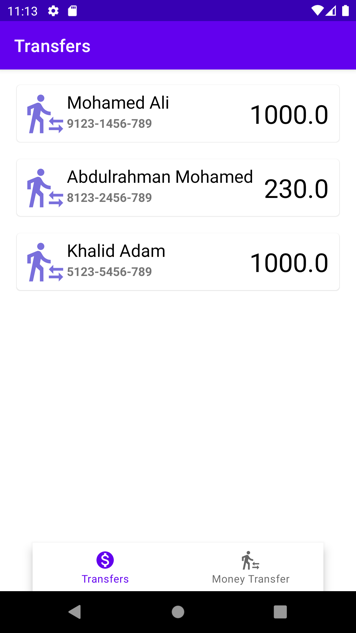 11:13
Transfers
Mohamed Ali
9123-1456-789
1000.0
Abdulrahman Mohamed
8123-2456-789
230.0
Khalid Adam
5123-5456-789
1000.0
Transfers
Money Transfer